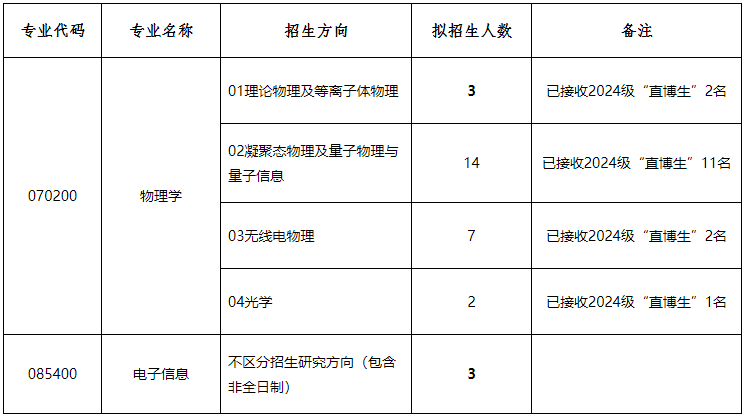 专业代码 专业名称 招生方向 拟招生人数 备注
070200 物理学
01理论物理及等离子体物理 3 已接收2024级“直博生”2名
02凝聚态物理及量子物理与
量子信息 14 已接收2024级“直博生”11名
03无线电物理 7 已接收2024级“直博生”2名
04光学 2 已接收2024级“直博生”1名
085400 电子信息 不区分招生研究方向（包含
非全日制） 3